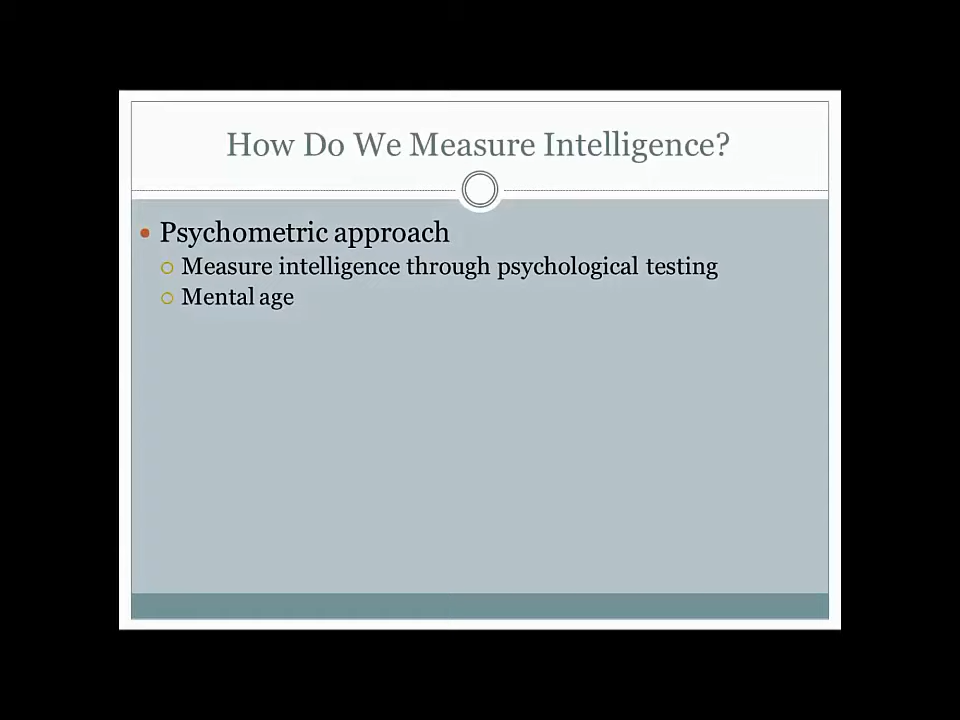 How Do We Measure Intelligence?
Psychometric approach
Measure intelligence through psychological testing
Mental age